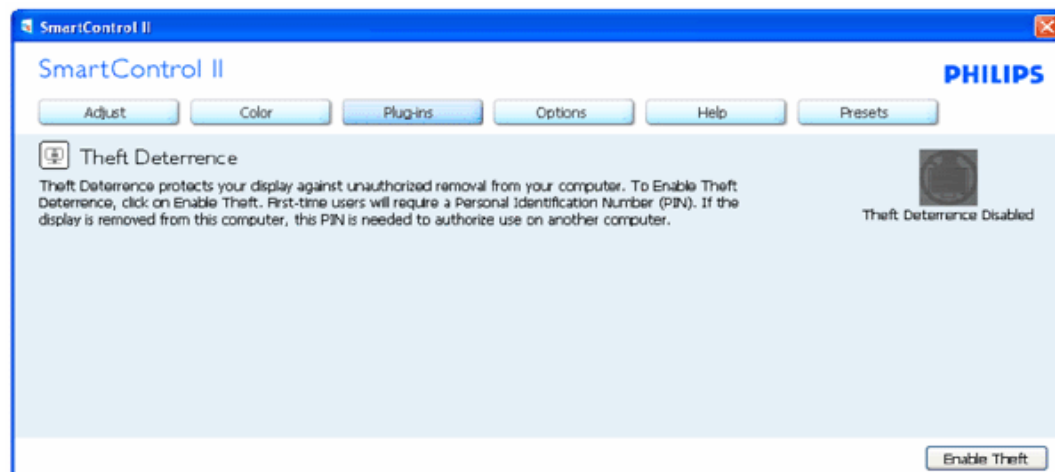 SmartControl II
SmartControl II
PHILIPS
Adjust Color Plug-ins Options Help Presets
Theft Deterrence
Theft Deterrence protects your display against unauthorized removal from your computer. To Enable Theft
Deterrence, click on Enable Theft. First-time users will require a Personal Identification Number (PIN). If the
display is removed from this computer, this PIN is needed to authorize use on another computer.
Theft Deterrence Disabled
Enable Theft